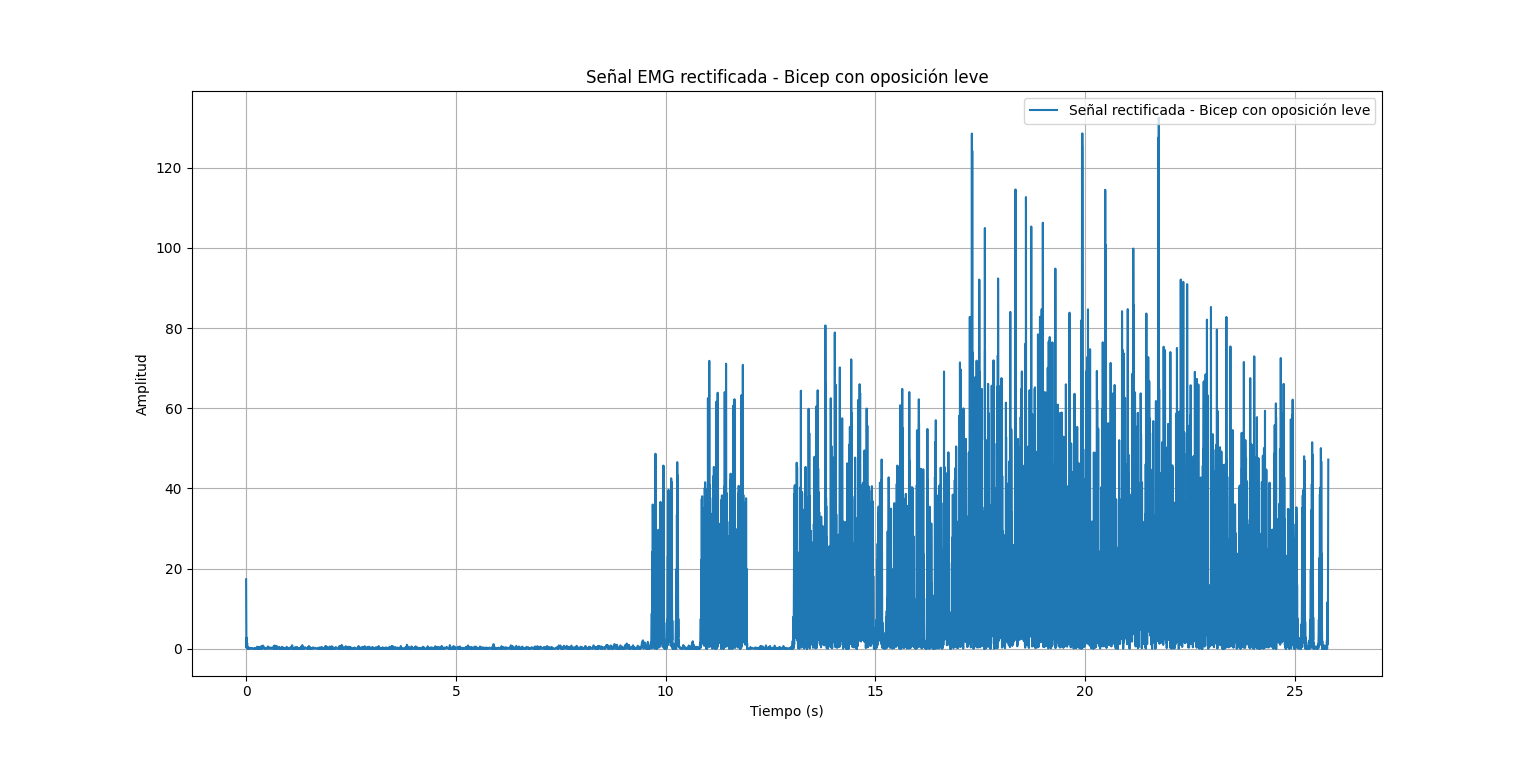 Señal EMG rectificada - Bicep con oposición leve
Señal rectificada - Bicep con oposición leve
Amplitud
120
100
80
60
40
20
0
0 5 10 15 20 25
Tiempo (s)